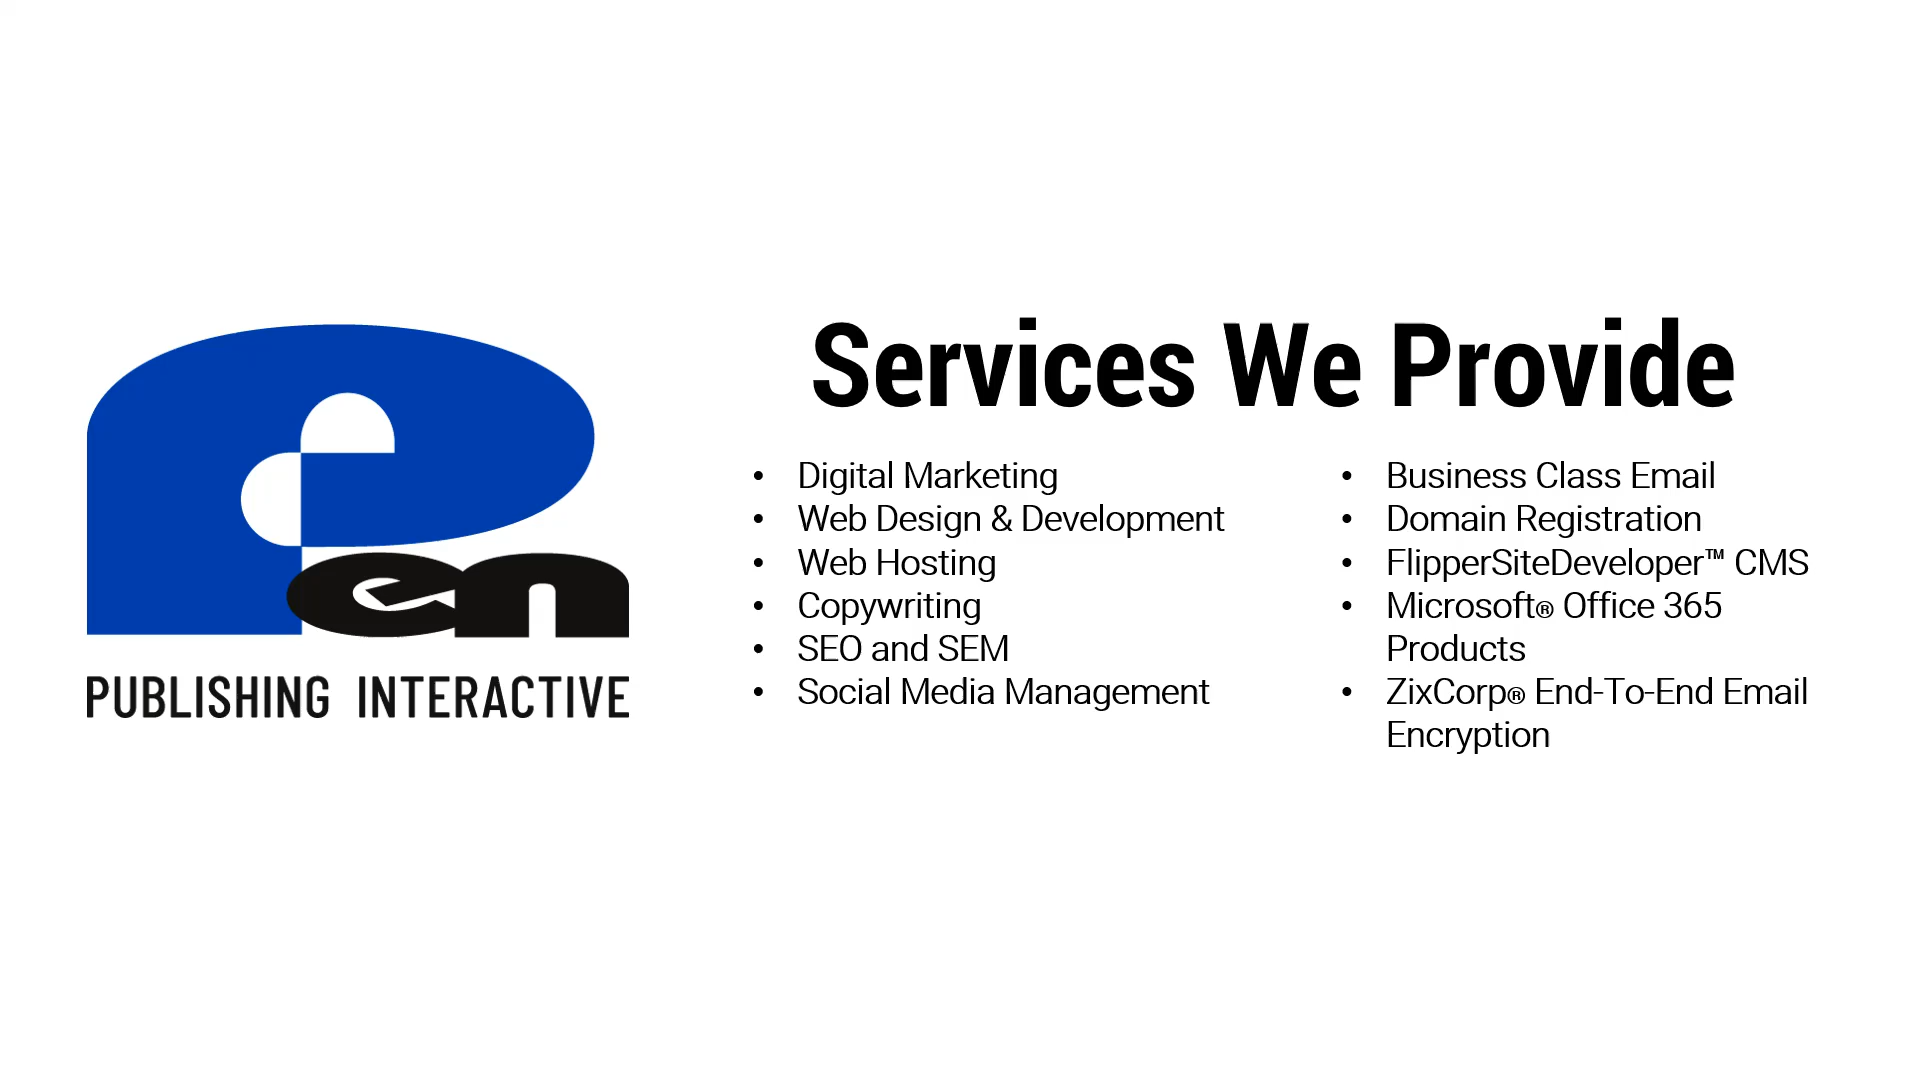 Pen
PUBLISHING INTERACTIVE
Services We Provide
• Digital Marketing
• Web Design & Development
• Web Hosting
• Copywriting
• SEO and SEM
• Social Media Management
• Business Class Email
• Domain Registration
• FlipperSiteDeveloper™ CMS
• Microsoft® Office 365
Products
• ZixCorp® End-To-End Email
Encryption